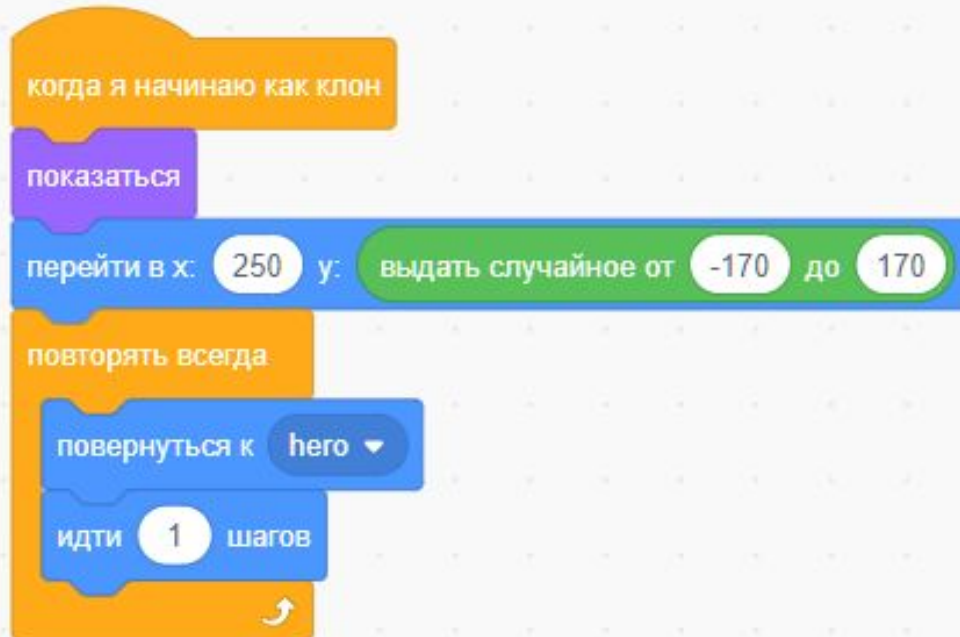 когда я начинаю как клон
показаться
перейти в x: 250 y: выдать случайное от -170 до 170
повторять всегда
повернуться к hero
идти 1 шагов